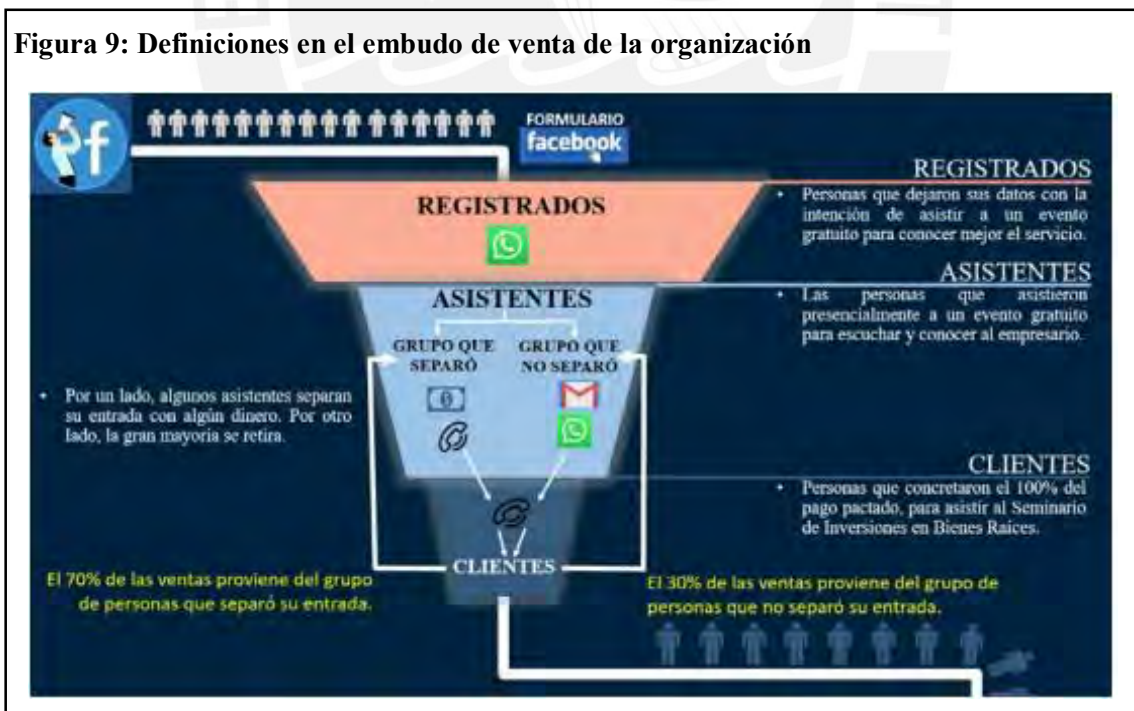 Figura 9: Definiciones en el embudo de venta de la organización
f
FORMULARIO
facebook
REGISTRADOS
REGISTRADOS
• Personas que dejaron sus datos con la
intención de asistir a un evento
gratuito para conocer mejor el servicio.
ASISTENTES
ASISTENTES
• Las personas que asistieron
presencialmente a un evento gratuito
para escuchar y conocer al empresario.
GRUPO QUE
SEPARÓ
GRUPO QUE
NO SEPARÓ
• Por un lado, algunos asistentes separan
su entrada con algún dinero. Por otro
lado, la gran mayoría se retira.
CLIENTES
• Personas que concretaron el 100% del
pago pactado, para asistir al Seminario
de Inversiones en Bienes Raíces.
CLIENTES
El 70% de las ventas proviene del grupo
de personas que separó su entrada.
El 30% de las ventas proviene del grupo de
personas que no separó su entrada.